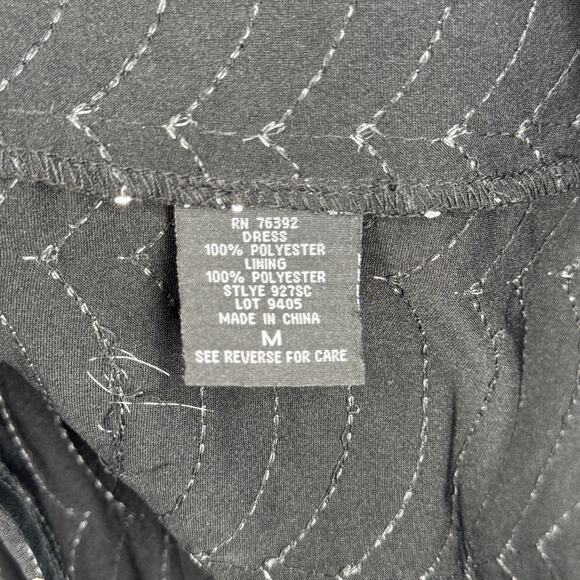 RN 76392
DRESS
100% POLYESTER
LINING
100% POLYESTER
STLYE 927SC
LOT 9405
MADE IN CHINA
M
SEE REVERSE FOR CARE